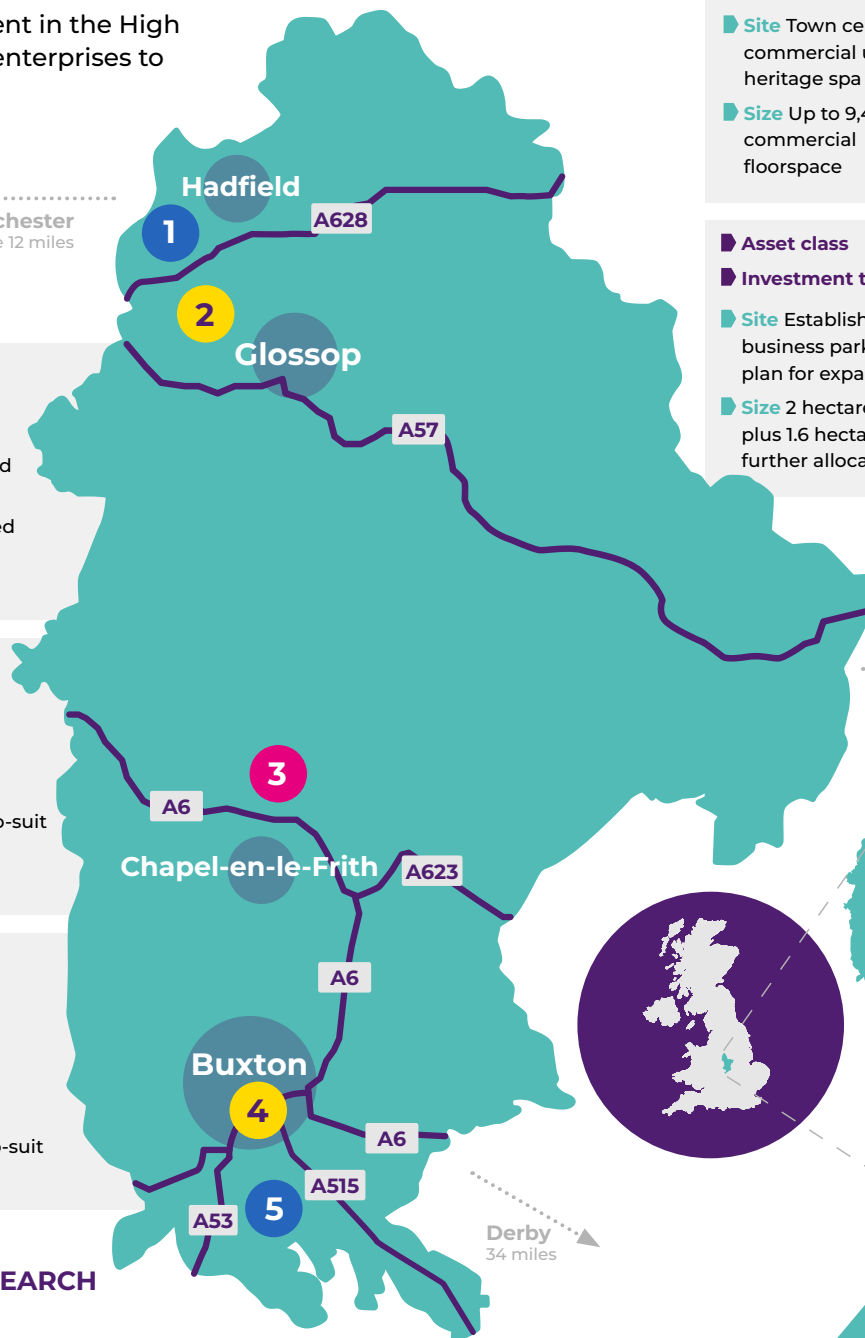 ent in the High
enterprises to
Site Town ce
commercial u
heritage spa
Size Up to 9,4
commercial
floorspace
Hadfield
A628
chester
e 12 miles
1
Asset class
Investment t
2
Site Establish
business park
plan for expa
Glossop
Size 2 hectare
plus 1.6 hecta
further alloca
A57
d
ed
3
A6
o-suit
Chapel-en-le-Frith
A623
A6
Buxton
4
A6
o-suit
A515
5
A53
Derby
34 miles
EARCH